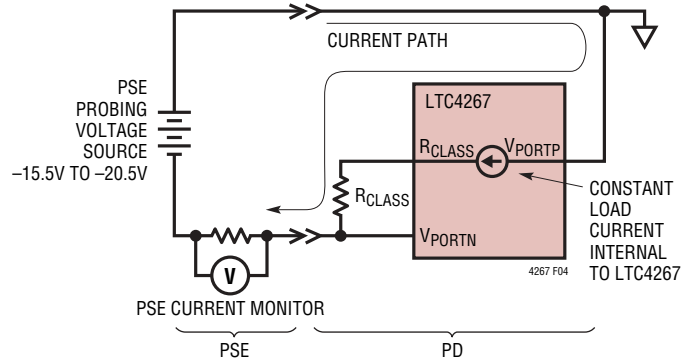 CURRENT PATH
PSE
PROBING
VOLTAGE
SOURCE
–15.5V TO –20.5V
LTC4267
RCLASS
VPORTP
RCLASS
VPORTN
CONSTANT
LOAD
CURRENT
INTERNAL
TO LTC4267
4267 F04
V
PSE CURRENT MONITOR
PSE
PD